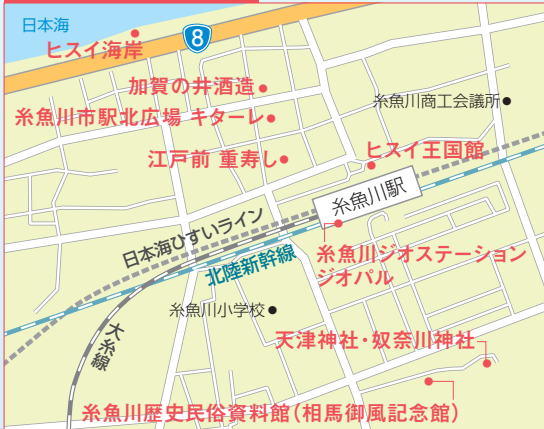 日本海
ヒスイ海岸
8
加賀の井酒造
糸魚川商工会議所
糸魚川市駅北広場 キターレ
江戸前 重寿し
ヒスイ王国館
糸魚川駅
日本海ひすいライン
北陸新幹線
糸魚川ジオステーション
ジオパル
糸魚川小学校
大糸線
天津神社・奴奈川神社
糸魚川歴史民俗資料館(相馬御風記念館)